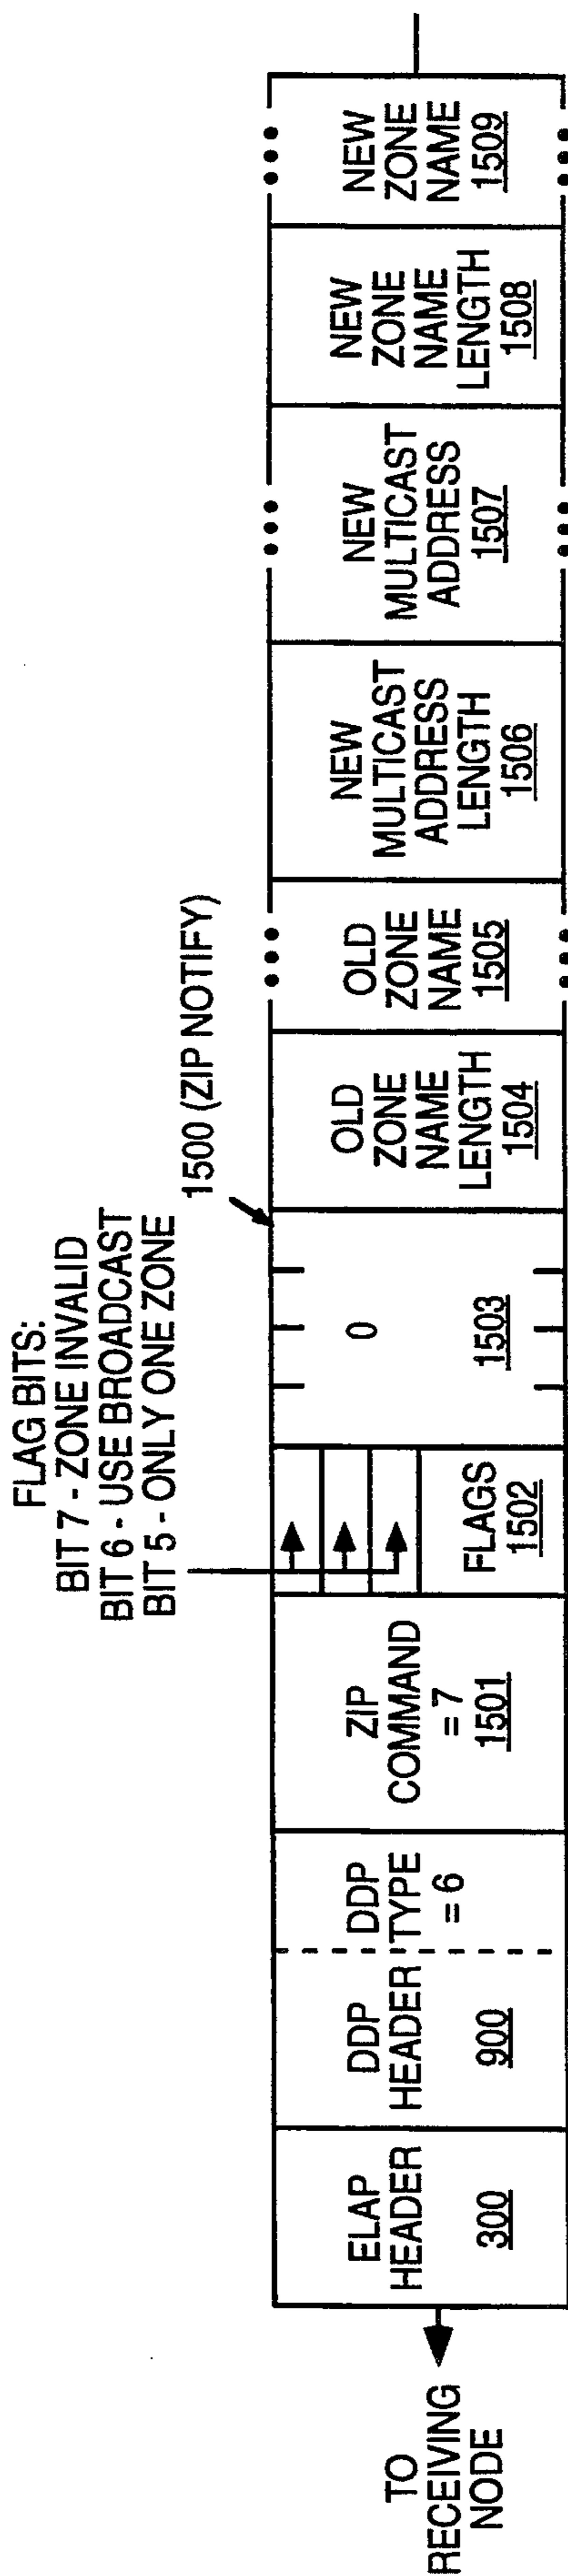 FLAG BITS:
BIT 7 - ZONE INVALID
BIT 6 - USE BROADCAST
BIT 5 - ONLY ONE ZONE
1500 (ZIP NOTIFY)
TO
RECEIVING
NODE
ELAP
HEADER
300
DDP
HEADER
900
DDP
TYPE
= 6
ZIP
COMMAND
= 7
1501
FLAGS
1502
0
1503
OLD
ZONE
NAME
LENGTH
1504
OLD
ZONE
NAME
1505
NEW
MULTICAST
ADDRESS
LENGTH
1506
NEW
MULTICAST
ADDRESS
1507
NEW
ZONE
NAME
LENGTH
1508
NEW
ZONE
NAME
1509